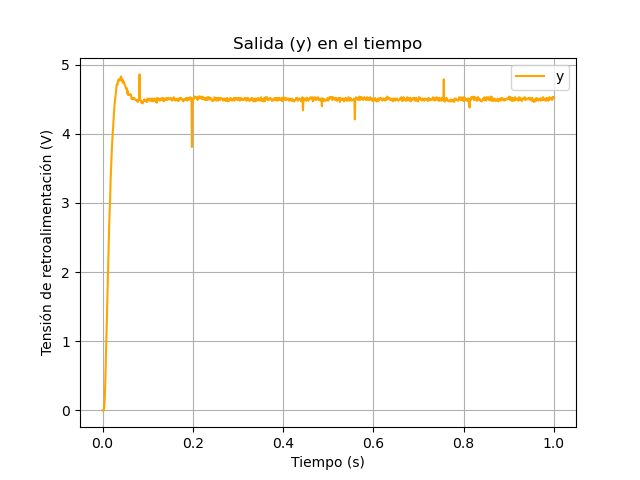 Salida (y) en el tiempo
y
Tensión de retroalimentación (V)
5
4
3
2
1
0
0.0 0.2 0.4 0.6 0.8 1.0
Tiempo (s)